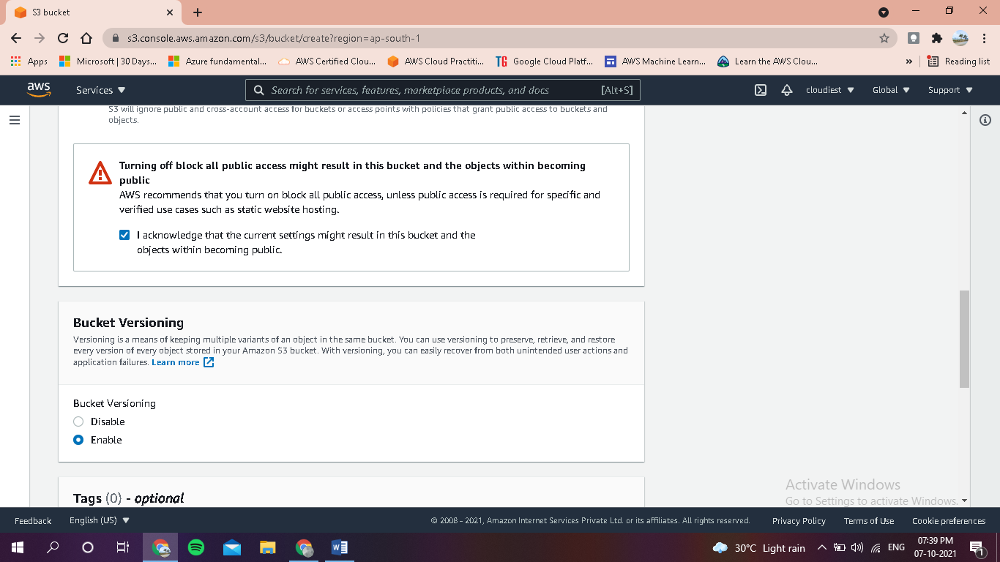 S3 bucket
s3.console.aws.amazon.com/s3/bucket/create?region=ap-south-1
Apps Microsoft | 30 Days... Azure fundamental... AWS Certified Clou... AWS Cloud Practiti... TG Google Cloud Platf... AWS Machine Learn... Learn the AWS Clou... » Reading list
aws Services Search for services, features, marketplace products, and docs [Alt+S] cloudiest Global Support
S3 will ignore public and cross-account access for buckets or access points with policies that grant public access to buckets and
objects.
Turning off block all public access might result in this bucket and the objects within becoming
public
AWS recommends that you turn on block all public access, unless public access is required for specific and
verified use cases such as static website hosting.
I acknowledge that the current settings might result in this bucket and the
objects within becoming public.
Bucket Versioning
Versioning is a means of keeping multiple variants of an object in the same bucket. You can use versioning to preserve, retrieve, and restore
every version of every object stored in your Amazon S3 bucket. With versioning, you can easily recover from both unintended user actions and
application failures. Learn more
Bucket Versioning
Disable
Enable
Tags (0) - optional
Activate Windows
Go to Settings to activate Windows.
Feedback English (US) © 2008 - 2021, Amazon Internet Services Private Ltd. or its affiliates. All rights reserved. Privacy Policy Terms of Use Cookie preferences
30°C Light rain ENG 07:39 PM
07-10-2021 1